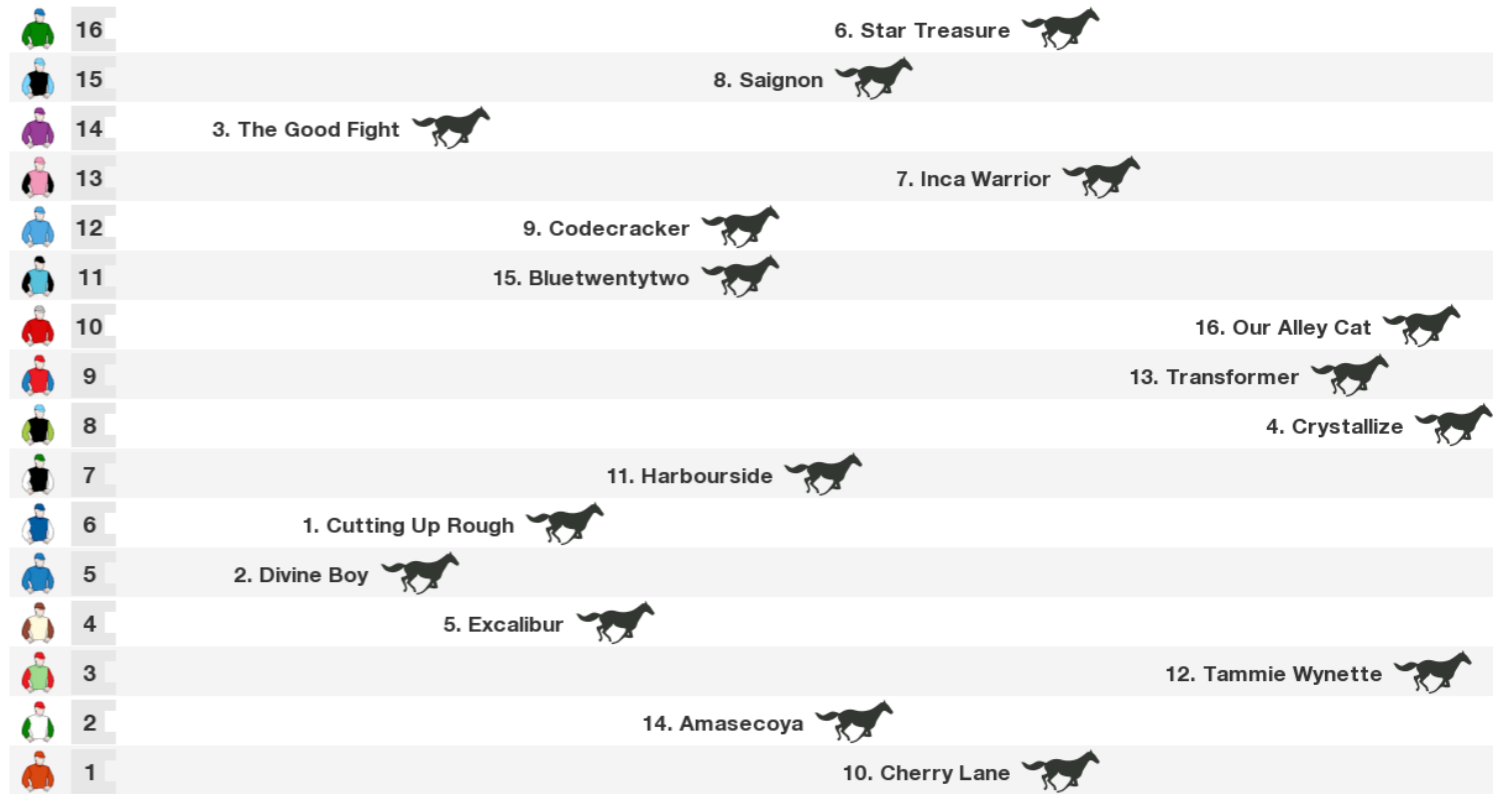 16 6. Star Treasure
15 8. Saignon
14 3. The Good Fight
13 7. Inca Warrior
12 9. Codecracker
11 15. Bluetwentytwo
10 16. Our Alley Cat
9 13. Transformer
8 4. Crystallize
7 11. Harbourside
6 1. Cutting Up Rough
5 2. Divine Boy
4 5. Excalibur
3 12. Tammie Wynette
2 14. Amasecoya
1 10. Cherry Lane